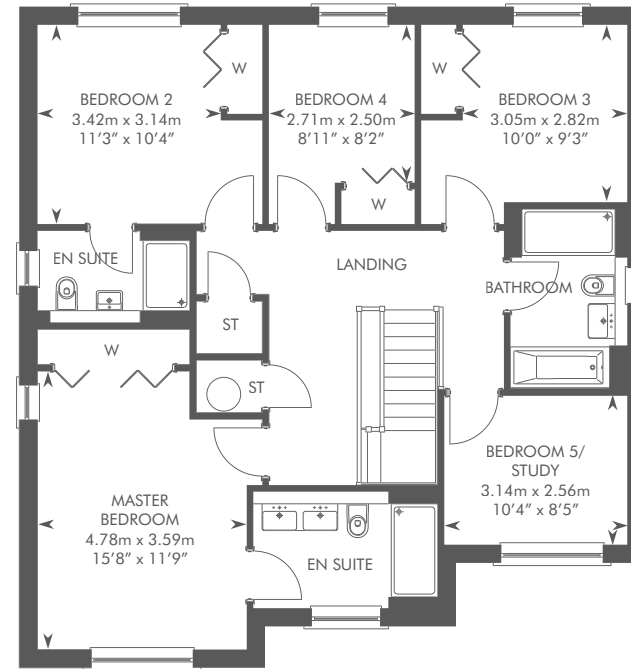 W
BEDROOM 2
3.42m x 3.14m
11’3” x 10’4”
BEDROOM 4
2.71m x 2.50m
8’11” x 8’2”
W
W
BEDROOM 3
3.05m x 2.82m
10’0” x 9’3”
EN SUITE
LANDING
BATHROOM
ST
W
ST
BEDROOM 5/
STUDY
3.14m x 2.56m
10’4” x 8’5”
MASTER
BEDROOM
4.78m x 3.59m
15’8” x 11’9”
EN SUITE